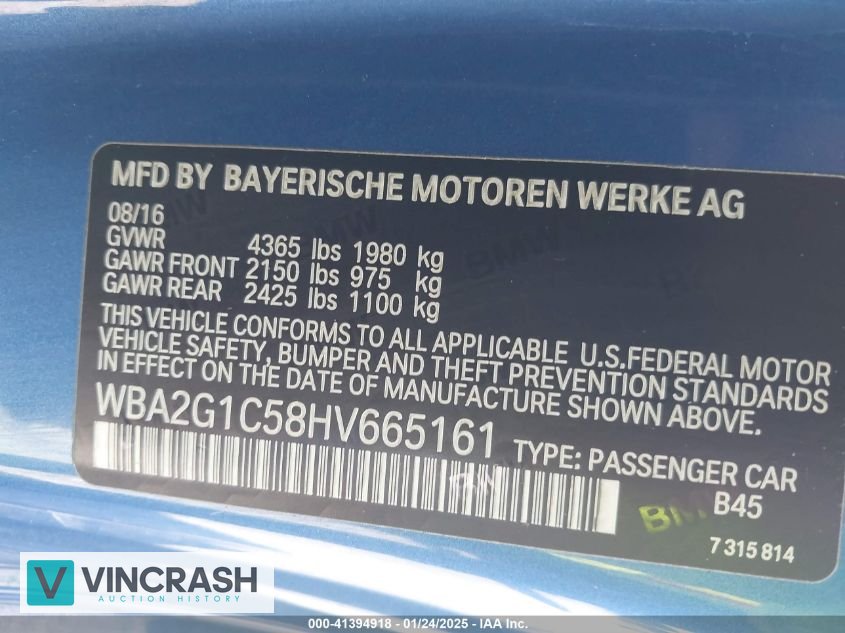 MFD BY BAYERISCHE MOTOREN WERKE AG
08/16
GVWR 4365 lbs 1980 kg
GAWR FRONT 2150 lbs 975 kg
GAWR REAR 2425 lbs 1100 kg
THIS VEHICLE CONFORMS TO ALL APPLICABLE U.S.FEDERAL MOTOR
VEHICLE SAFETY, BUMPER AND THEFT PREVENTION STANDARDS
IN EFFECT ON THE DATE OF MANUFACTURE SHOWN ABOVE.
WBA2G1C58HV665161 TYPE: PASSENGER CAR
B45
BMW
7 315 814
V VINCRASH
AUCTION HISTORY
000-41394918 - 01/24/2025 - IAA Inc.